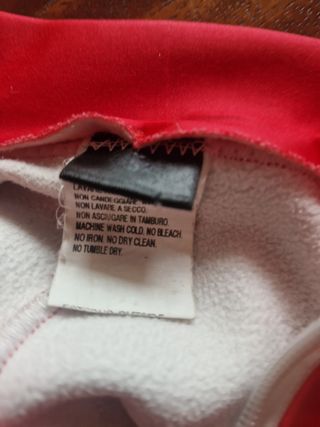 NON CANDEGGIARE
NON LAVARE A SECCO.
NON ASCIUGARE IN TAMBURO
MACHINE WASH COLD, NO BLEACH
NO IRON, NO DRY CLEAN.
NO TUMBLE DRY.